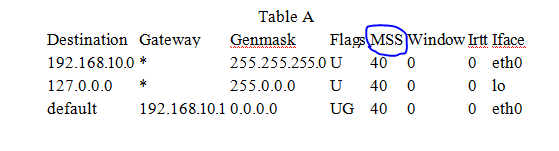 Table A
Destination Gateway Genmask Flags MSS Window Irtt Iface
192.168.10.0 * 255.255.255.0 U 40 0 0 eth0
127.0.0.0 * 255.0.0.0 U 40 0 0 lo
default 192.168.10.1 0.0.0.0 UG 40 0 0 eth0